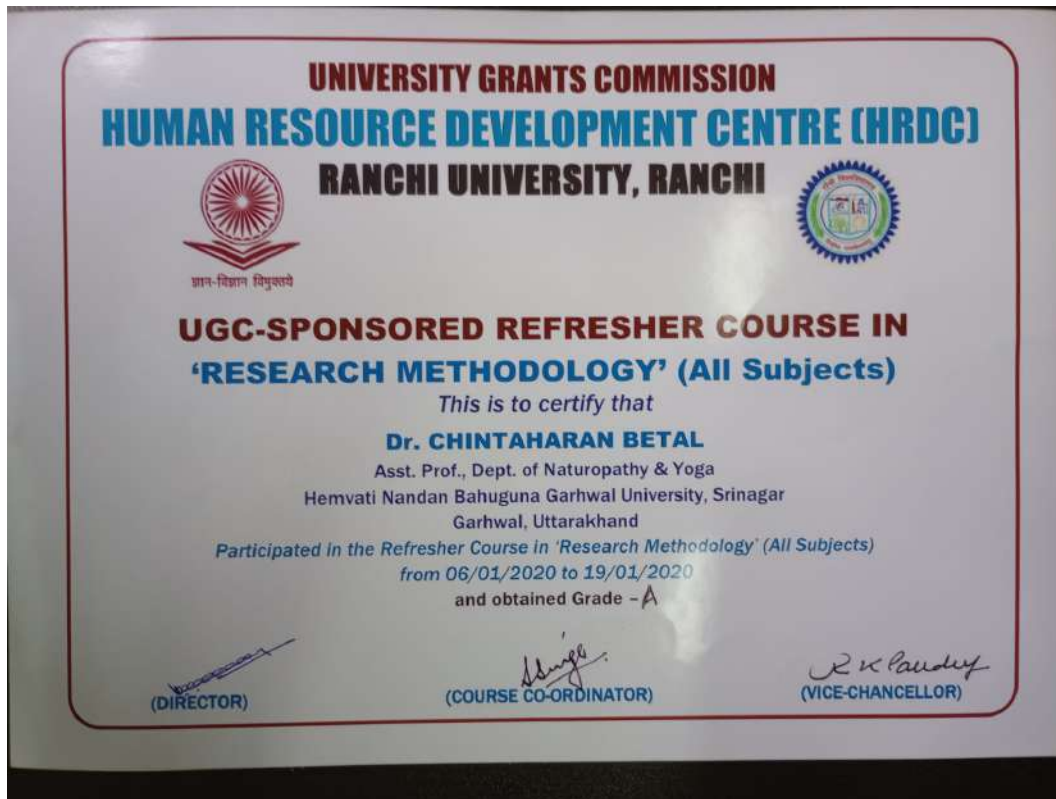 UNIVERSITY GRANTS COMMISSION
HUMAN RESOURCE DEVELOPMENT CENTRE (HRDC)
RANCHI UNIVERSITY, RANCHI
ज्ञान-विज्ञान विमुक्तये
UGC-SPONSORED REFRESHER COURSE IN
‘RESEARCH METHODOLOGY’ (All Subjects)
This is to certify that
Dr. CHINTAHARAN BETAL
Asst. Prof., Dept. of Naturopathy & Yoga
Hemvati Nandan Bahuguna Garhwal University, Srinagar
Garhwal, Uttarakhand
Participated in the Refresher Course in ‘Research Methodology’ (All Subjects)
from 06/01/2020 to 19/01/2020
and obtained Grade – A
R K Pandey
(DIRECTOR)
(COURSE CO-ORDINATOR)
(VICE-CHANCELLOR)